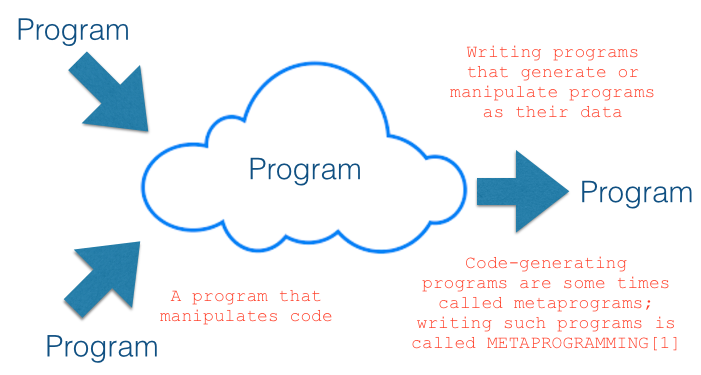 Program
Writing programs
that generate or
manipulate programs
as their data
Program
Program
Code-generating
programs are some times
called metaprograms;
writing such programs is
called METAPROGRAMMING[1]
A program that
manipulates code
Program